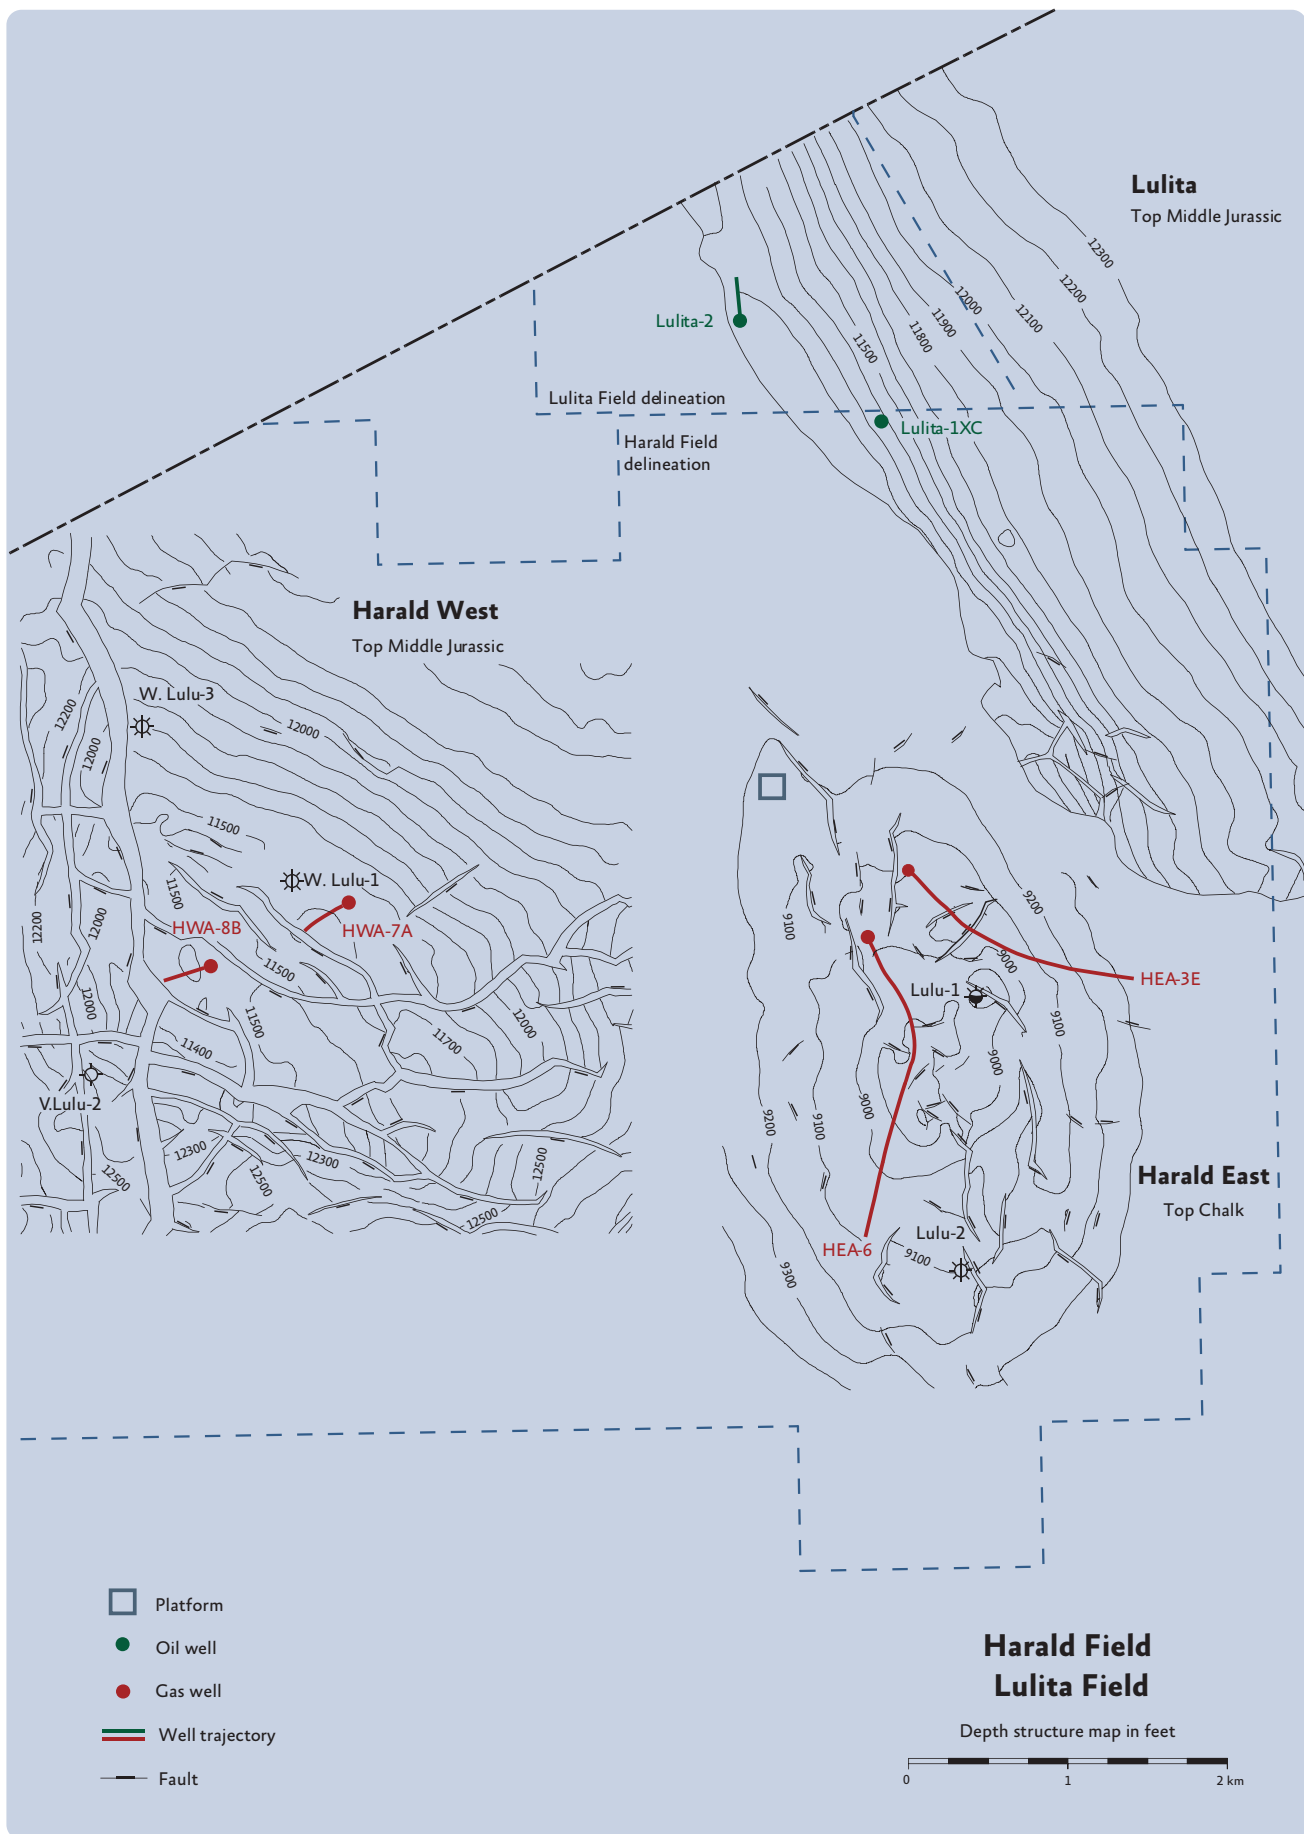 Lulita
Top Middle Jurassic
12300
12200
12100
12000
11900
11800
11500
Lulita-2
Lulita Field delineation
Lulita-1XC
Harald Field
delineation
Harald West
Top Middle Jurassic
W. Lulu-3
12200
12000
12000
11500
W. Lulu-1
11500
HWA-8B
HWA-7A
12200
12000
11500
12000
11500
11400
11700
12000
V.Lulu-2
12300
12300
12500
12500
12500
12500
9200
9100
9000
HEA-3E
Lulu-1
9100
9000
9000
9200
9100
Harald East
Top Chalk
Lulu-2
HEA-6
9100
9300
Platform
Oil well
Gas well
Well trajectory
Fault
Harald Field
Lulita Field
Depth structure map in feet
0
1
2 km